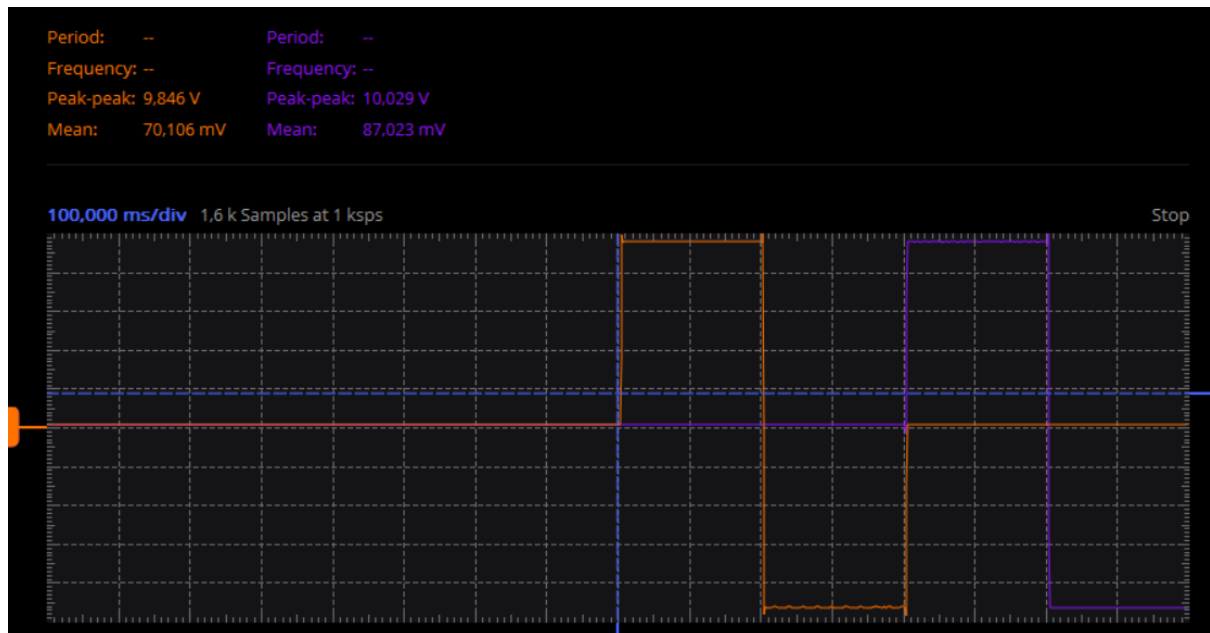 Period: -- Period: --
Frequency: -- Frequency: --
Peak-peak: 9,846 V Peak-peak: 10,029 V
Mean: 70,106 mV Mean: 87,023 mV
100,000 ms/div 1,6 k Samples at 1 ksps Stop